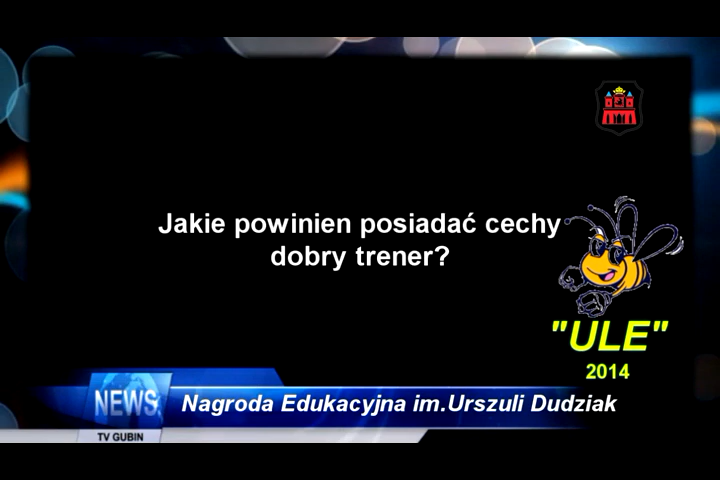 Jakie powinien posiadać cechy
dobry trener?
"ULE"
2014
NEWS
Nagroda Edukacyjna im.Urszuli Dudziak
TV GUBIN